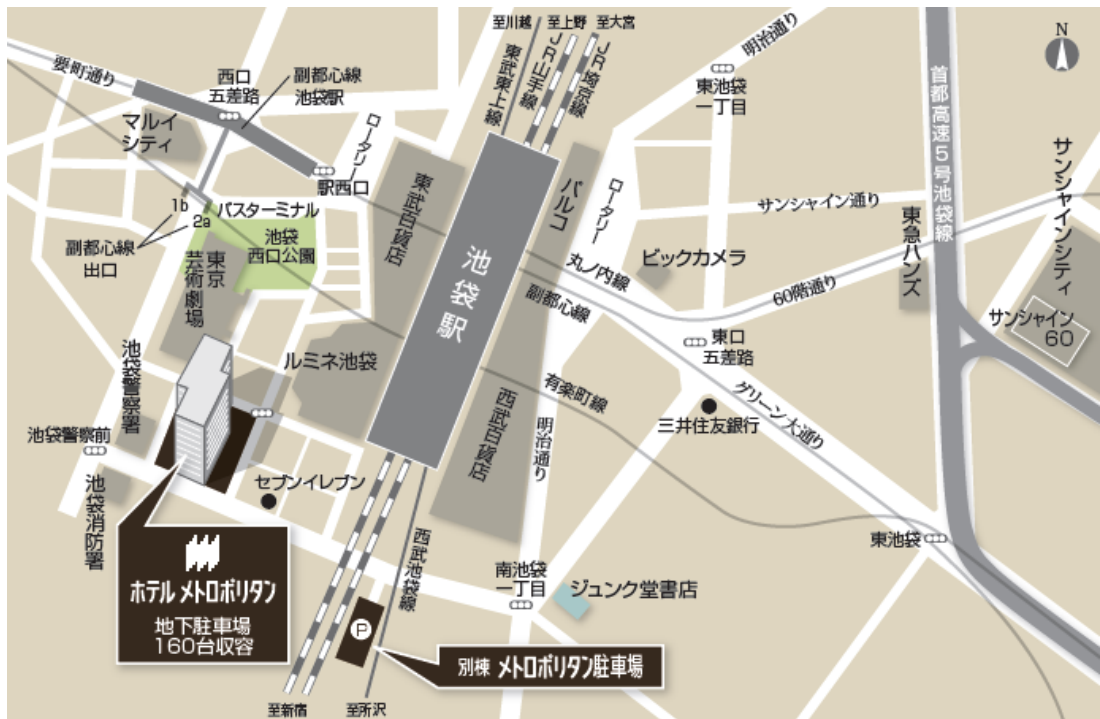 至川越
至上野
至大宮
東武東上線
JR山手線
JR埼京線
明治通り
N
要町通り
西口
五差路
副都心線
池袋駅
東池袋
一丁目
首都高速5号池袋線
マルイ
シティ
ロータリー
駅西口
東武百貨店
パルコ
ロータリー
サンシャイン通り
サンシャインシティ
1b
2a
バスターミナル
池袋
西口公園
副都心線
出口
東京
芸術劇場
池袋駅
丸ノ内線
副都心線
ビックカメラ
60階通り
東急ハンズ
サンシャイン
60
東口
五差路
池袋警察署
ルミネ池袋
有楽町線
グリーン大通り
三井住友銀行
西武百貨店
明治通り
池袋警察前
池袋消防署
セブンイレブン
西武池袋線
東池袋
南池袋
一丁目
ジュンク堂書店
ホテル メトロポリタン
地下駐車場
160台収容
P
別棟 メトロポリタン駐車場
至新宿
至所沢